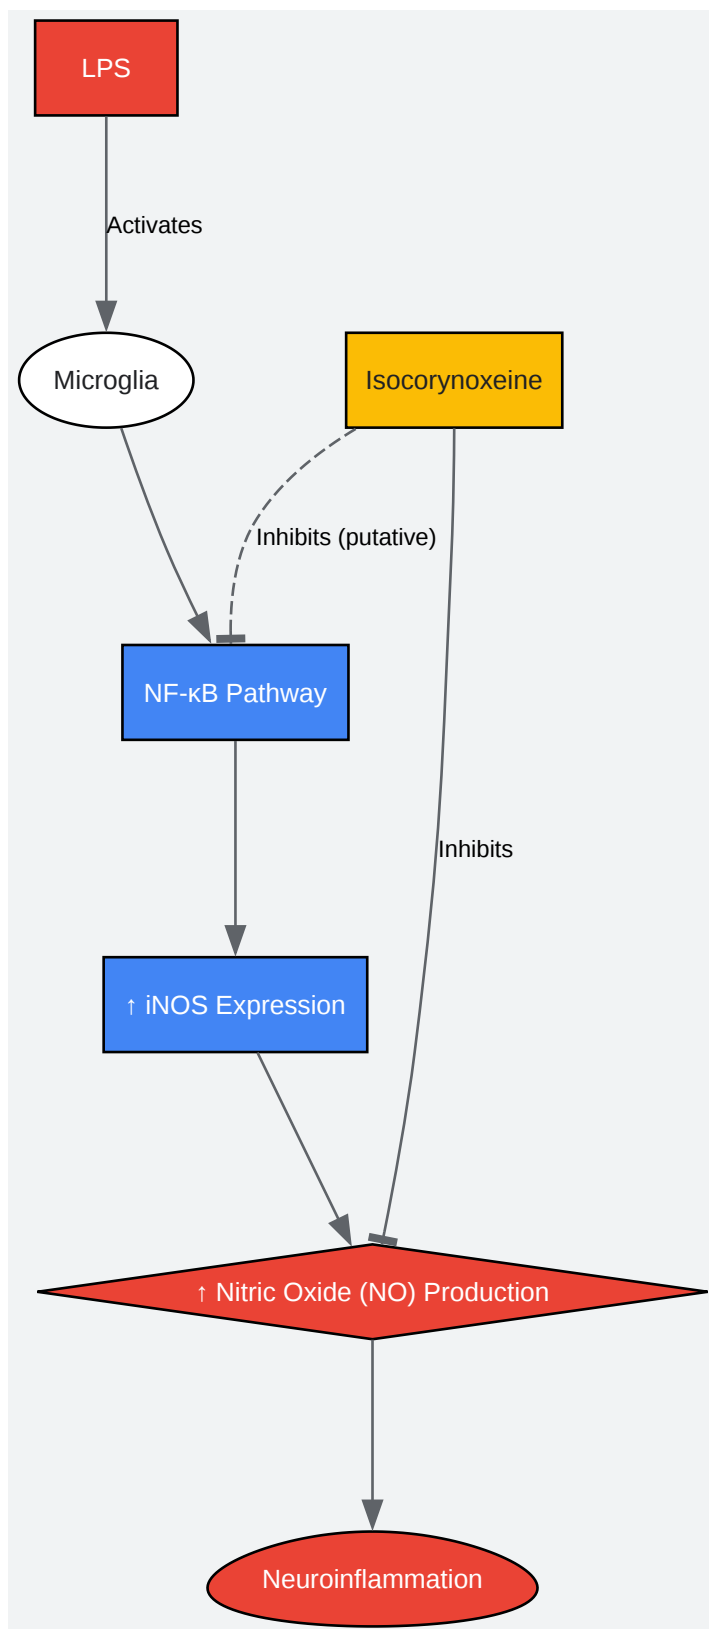 LPS
Activates
Microglia
Isocorynoxeine
Inhibits (putative)
NF-κB Pathway
Inhibits
↑ iNOS Expression
↑ Nitric Oxide (NO) Production
Neuroinflammation